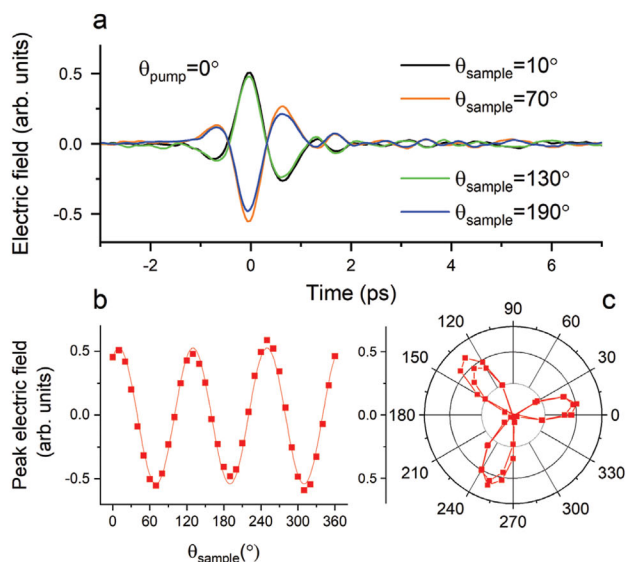 a
θpump=0°
θsample=10°
θsample=70°
θsample=130°
θsample=190°
Electric field (arb. units)
0.5
0.0
-0.5
-2 0 2 4 6
Time (ps)
b
c
Peak electric field
(arb. units)
0.5
0.0
-0.5
0 60 120 180 240 300 360
θsample(°)
0.5
0.0
0.5
90
120 60
150 30
180 0
210 330
240 300
270